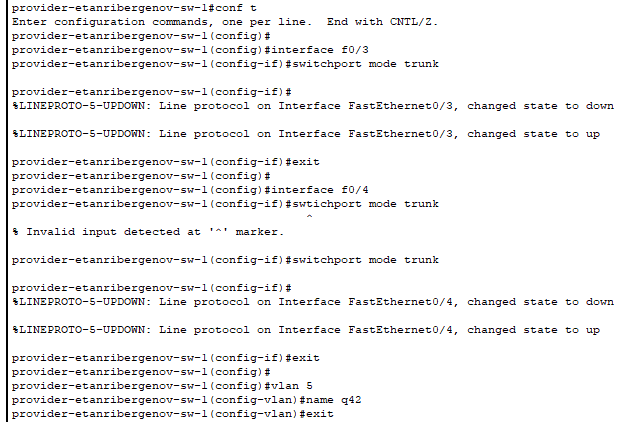 provider-etanribergenov-sw-1#conf t
Enter configuration commands, one per line.  End with CNTL/Z.
provider-etanribergenov-sw-1(config)#
provider-etanribergenov-sw-1(config)#interface f0/3
provider-etanribergenov-sw-1(config-if)#switchport mode trunk
provider-etanribergenov-sw-1(config-if)#
%LINEPROTO-5-UPDOWN: Line protocol on Interface FastEthernet0/3, changed state to down
%LINEPROTO-5-UPDOWN: Line protocol on Interface FastEthernet0/3, changed state to up
provider-etanribergenov-sw-1(config-if)#exit
provider-etanribergenov-sw-1(config)#
provider-etanribergenov-sw-1(config)#interface f0/4
provider-etanribergenov-sw-1(config-if)#swtichport mode trunk
^
% Invalid input detected at '^' marker.
provider-etanribergenov-sw-1(config-if)#switchport mode trunk
provider-etanribergenov-sw-1(config-if)#
%LINEPROTO-5-UPDOWN: Line protocol on Interface FastEthernet0/4, changed state to down
%LINEPROTO-5-UPDOWN: Line protocol on Interface FastEthernet0/4, changed state to up
provider-etanribergenov-sw-1(config-if)#exit
provider-etanribergenov-sw-1(config)#
provider-etanribergenov-sw-1(config)#vlan 5
provider-etanribergenov-sw-1(config-vlan)#name q42
provider-etanribergenov-sw-1(config-vlan)#exit